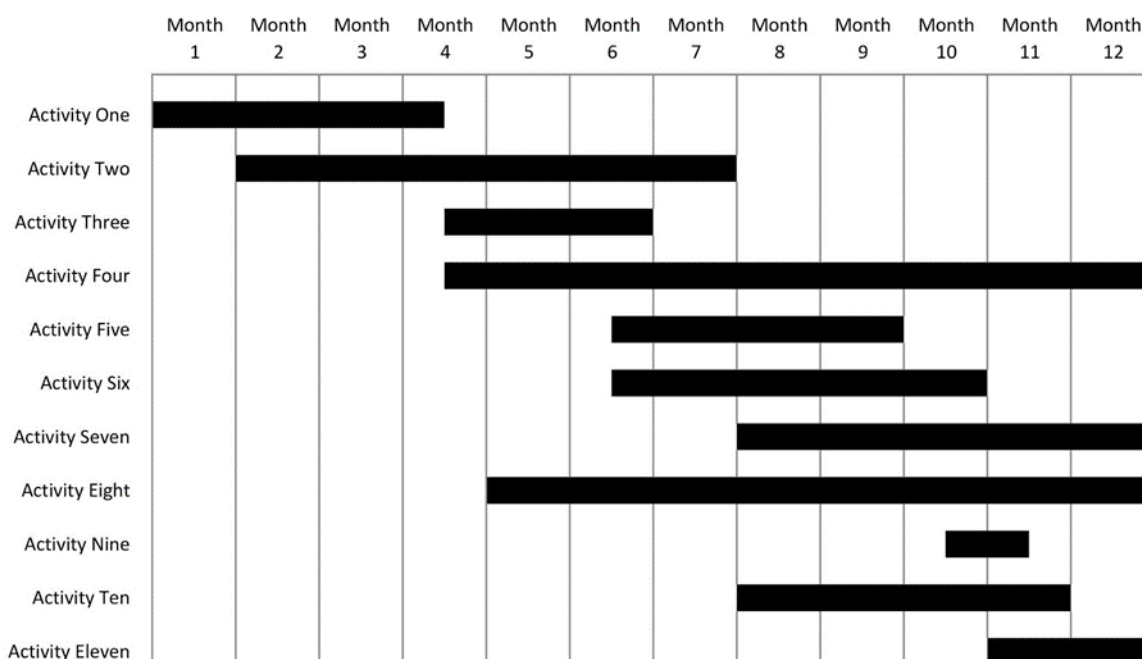 Month Month Month Month Month Month Month Month Month Month Month Month
1 2 3 4 5 6 7 8 9 10 11 12
Activity One
Activity Two
Activity Three
Activity Four
Activity Five
Activity Six
Activity Seven
Activity Eight
Activity Nine
Activity Ten
Activity Eleven